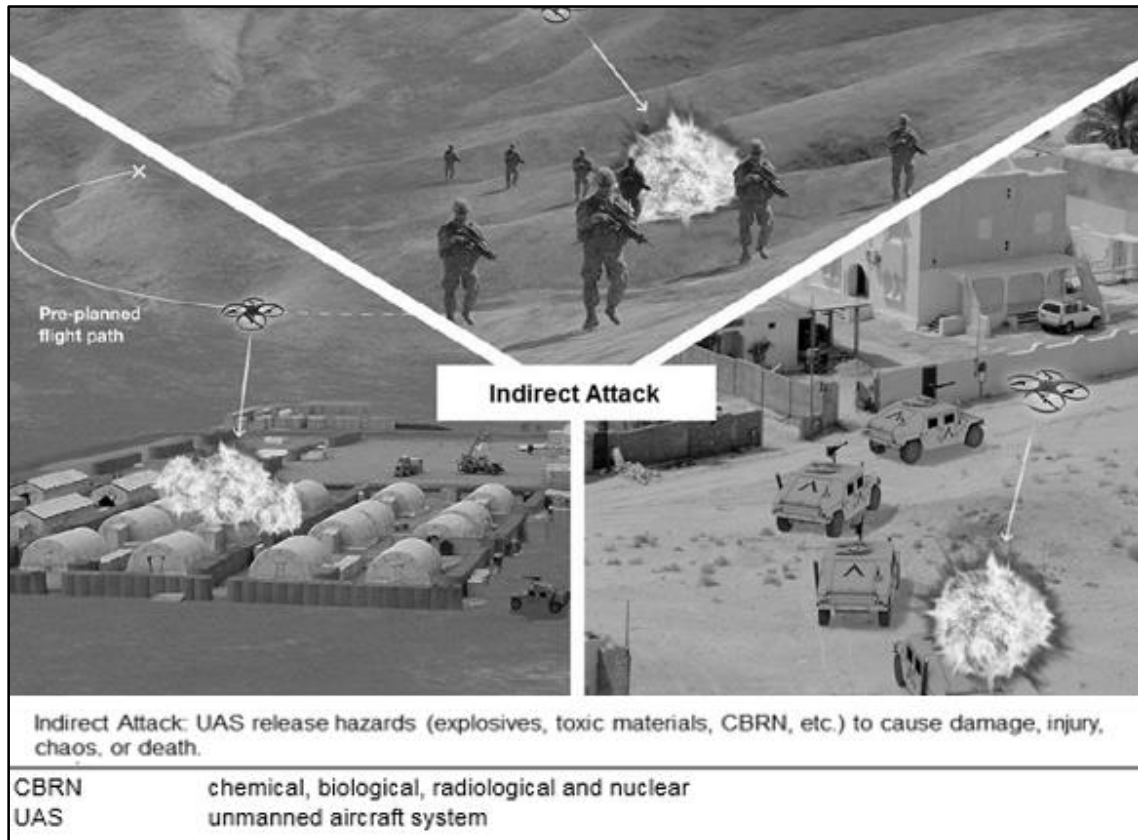 Pre-planned
flight path
Indirect Attack
Indirect Attack: UAS release hazards (explosives, toxic materials, CBRN, etc.) to cause damage, injury,
chaos, or death.
CBRN chemical, biological, radiological and nuclear
UAS unmanned aircraft system